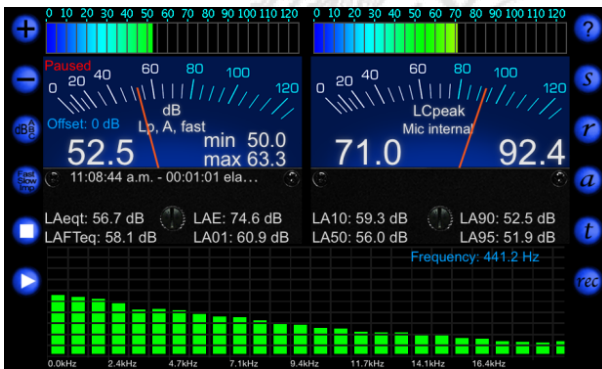 0 10 20 30 40 50 60 70 80 90 100 110 120
0 10 20 30 40 50 60 70 80 90 100 110 120
+
?
Paused
0 20 40 60 80 100 120
0 20 40 60 80 100 120
dB
Lp, A, fast
Offset: 0 dB
52.5
min 50.0
max 63.3
LCpeak
Mic internal
71.0
92.4
−
s
dB A B C
r
Fast Slow Imp
a
11:08:44 a.m. - 00:01:01 ela...
LAeqt: 56.7 dB
LAE: 74.6 dB
LA10: 59.3 dB
LA90: 52.5 dB
LAFTeq: 58.1 dB
LA01: 60.9 dB
LA50: 56.0 dB
LA95: 51.9 dB
t
Frequency: 441.2 Hz
rec
0.0kHz 2.4kHz 4.7kHz 7.1kHz 9.4kHz 11.7kHz 14.1kHz 16.4kHz